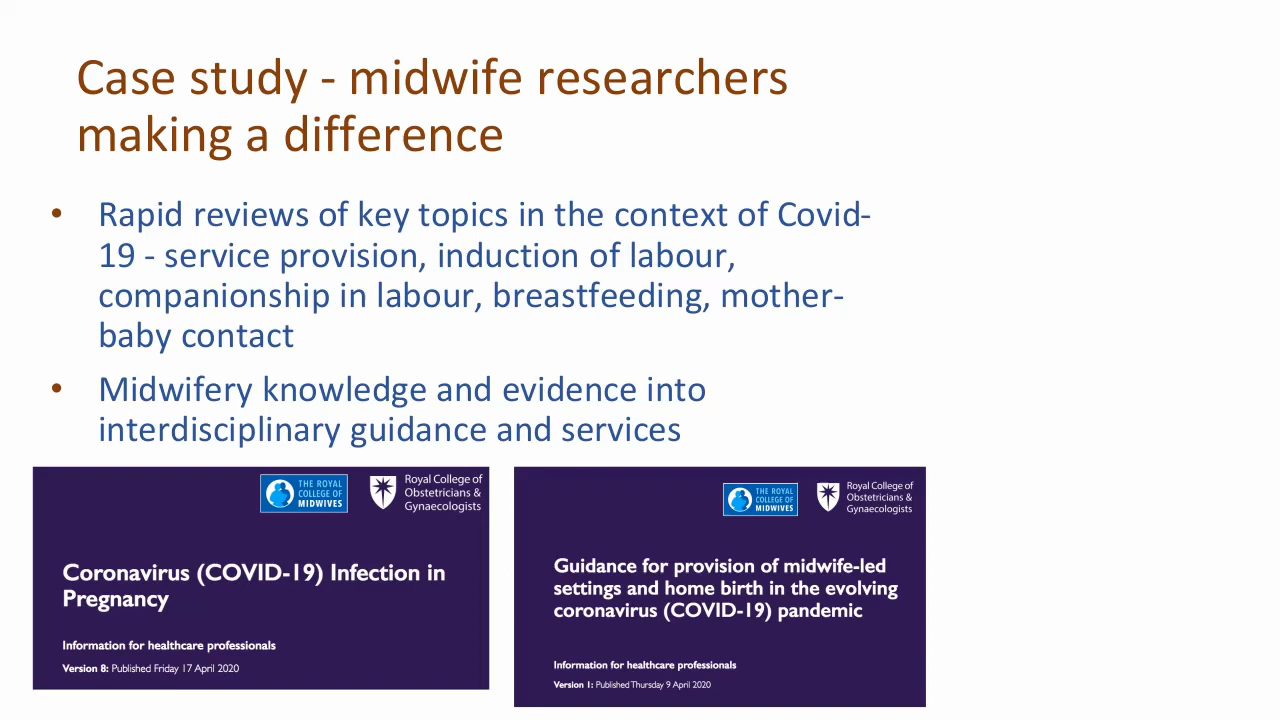 Case study - midwife researchers
making a difference
• Rapid reviews of key topics in the context of Covid-
19 - service provision, induction of labour,
companionship in labour, breastfeeding, mother-
baby contact
• Midwifery knowledge and evidence into
interdisciplinary guidance and services
THE ROYAL
COLLEGE OF
MIDWIVES
Royal College of
Obstetricians &
Gynaecologists
Coronavirus (COVID-19) Infection in
Pregnancy
Information for healthcare professionals
Version 8: Published Friday 17 April 2020
THE ROYAL
COLLEGE OF
MIDWIVES
Royal College of
Obstetricians &
Gynaecologists
Guidance for provision of midwife-led
settings and home birth in the evolving
coronavirus (COVID-19) pandemic
Information for healthcare professionals
Version 1: Published Thursday 9 April 2020